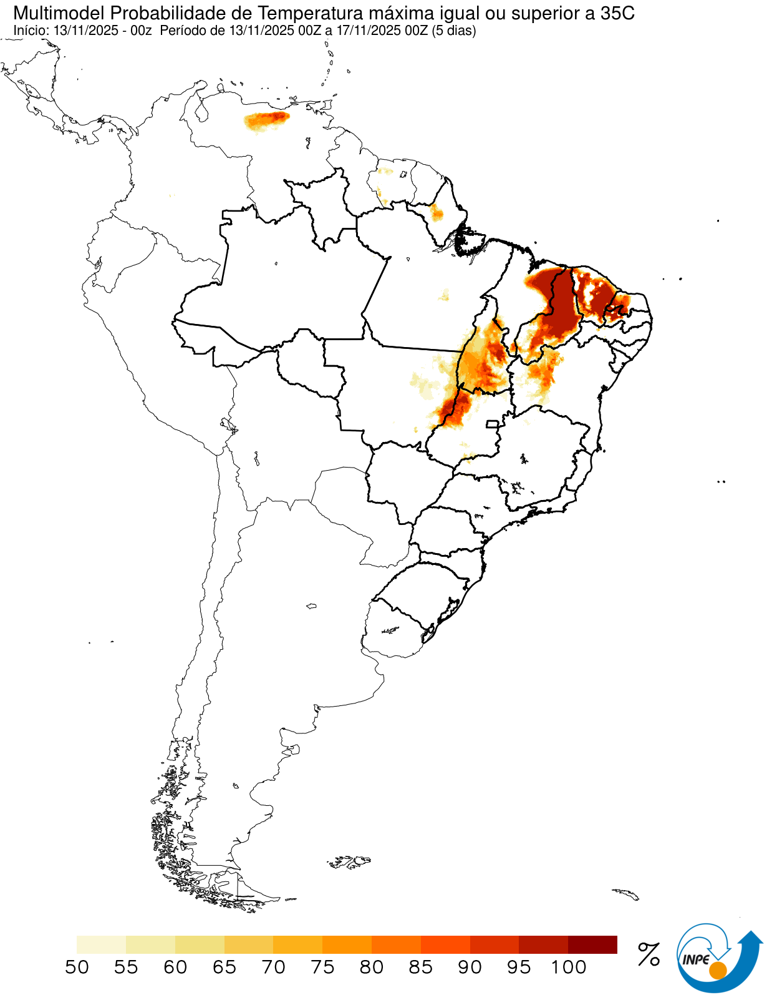 Multimodel Probabilidade de Temperatura máxima igual ou superior a 35C
Início: 13/11/2025 - 00z  Período de 13/11/2025 00Z a 17/11/2025 00Z (5 dias)
50 55 60 65 70 75 80 85 90 95 100 %
INPE